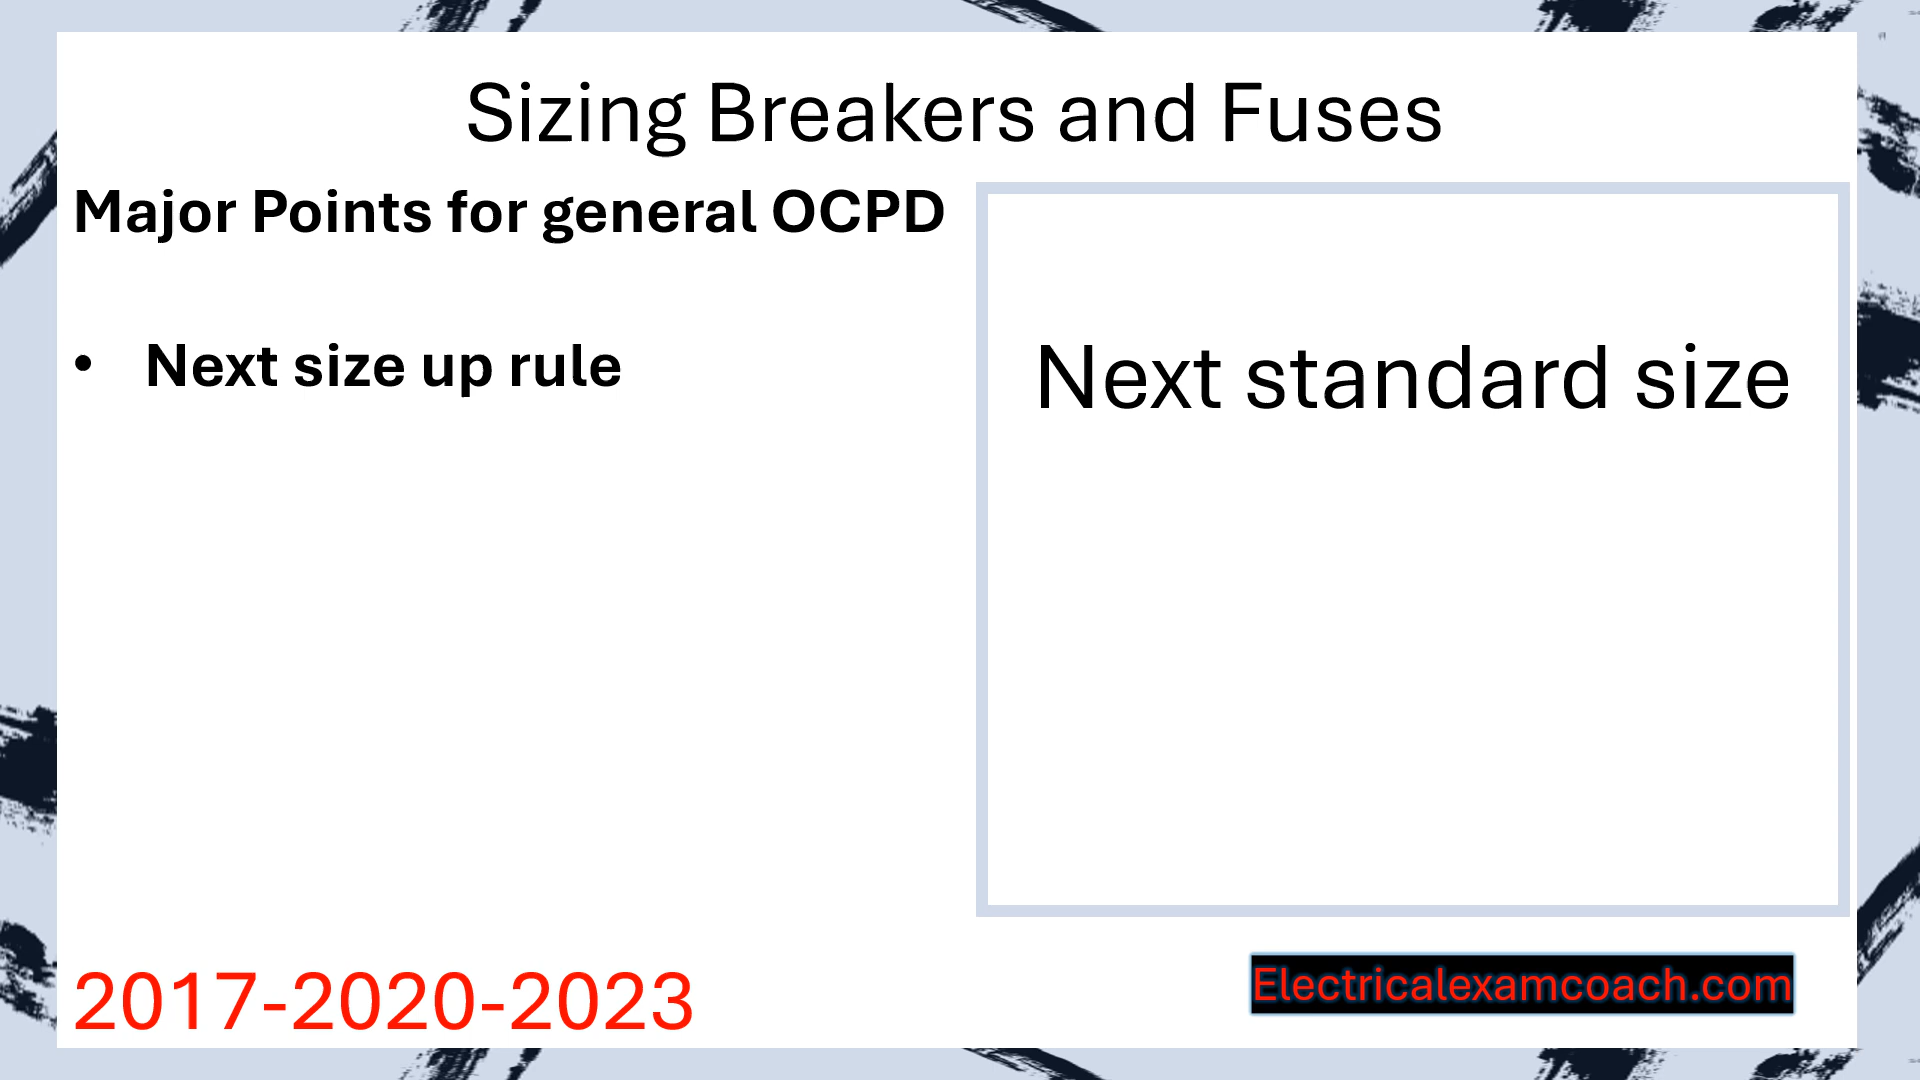 Sizing Breakers and Fuses
Major Points for general OCPD
• Next size up rule
Next standard size
2017-2020-2023
Electricalexamcoach.com